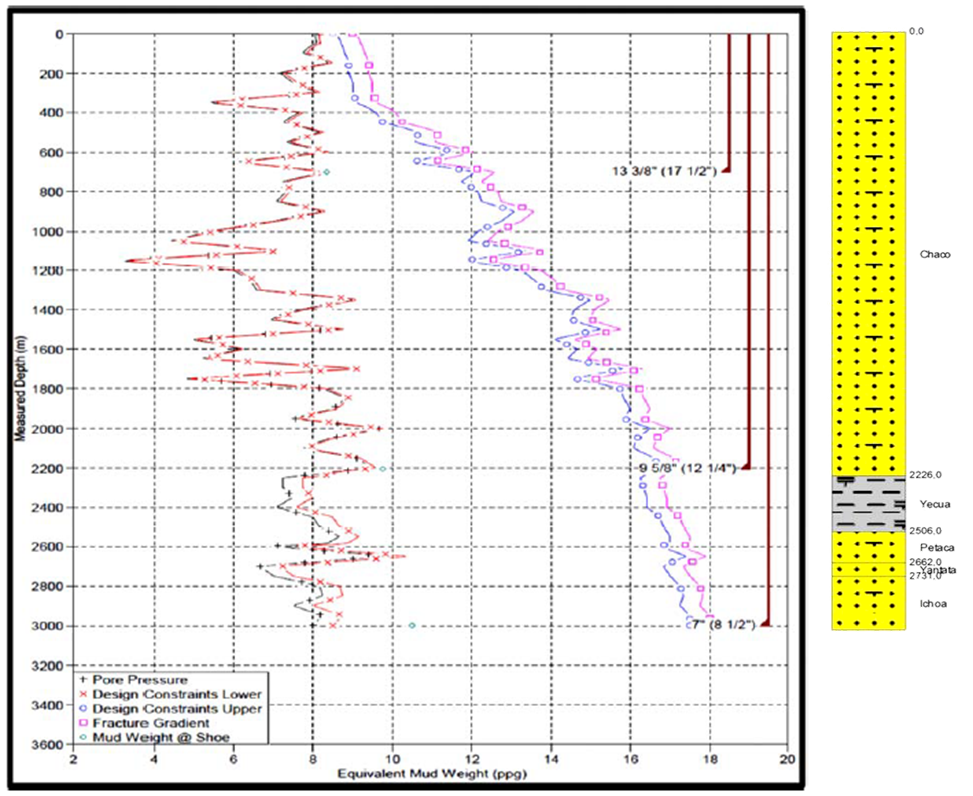 0
200
400
600
800
1000
1200
1400
1600
1800
2000
2200
2400
2600
2800
3000
3200
3400
3600
Measured Depth (m)
13 3/8" (17 1/2")
9 5/8" (12 1/4")
7" (8 1/2")
Pore Pressure
Design Constraints Lower
Design Constraints Upper
Fracture Gradient
Mud Weight @ Shoe
2 4 6 8 10 12 14 16 18 20
Equivalent Mud Weight (ppg)
0.0
Chaco
2226.0
Yecua
2506.0
Petaca
2662.0
Yantata
2731.0
Ichoa